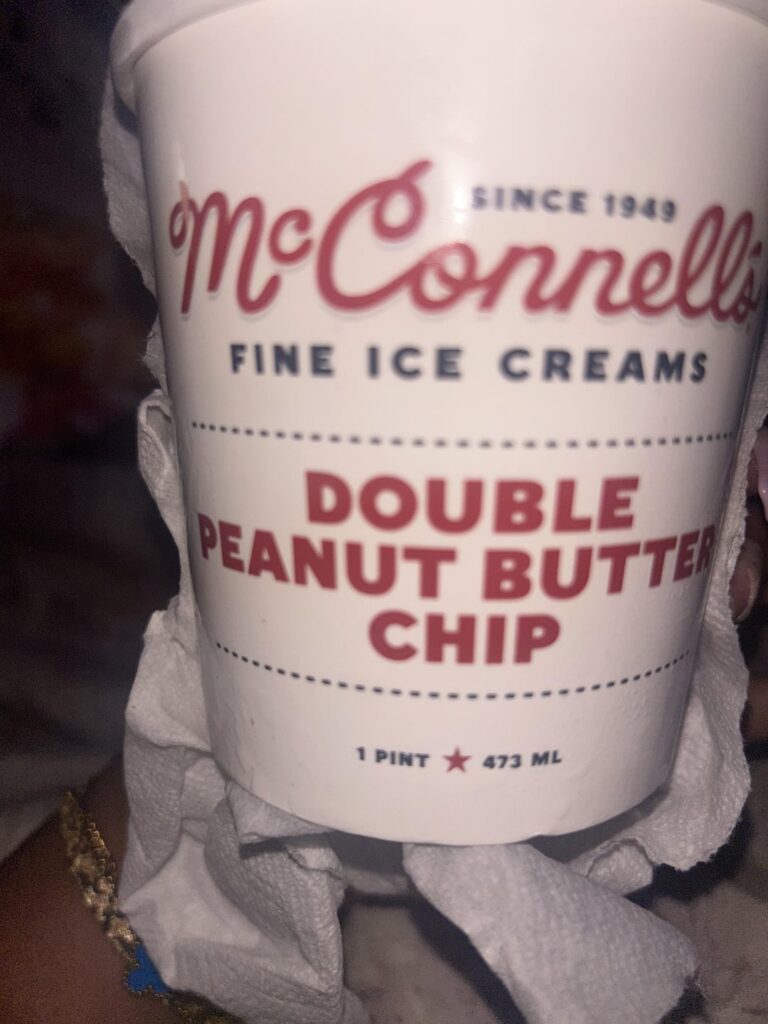 SINCE 1949
McConnell's
FINE ICE CREAMS
DOUBLE
PEANUT BUTTER
CHIP
1 PINT ★ 473 ML